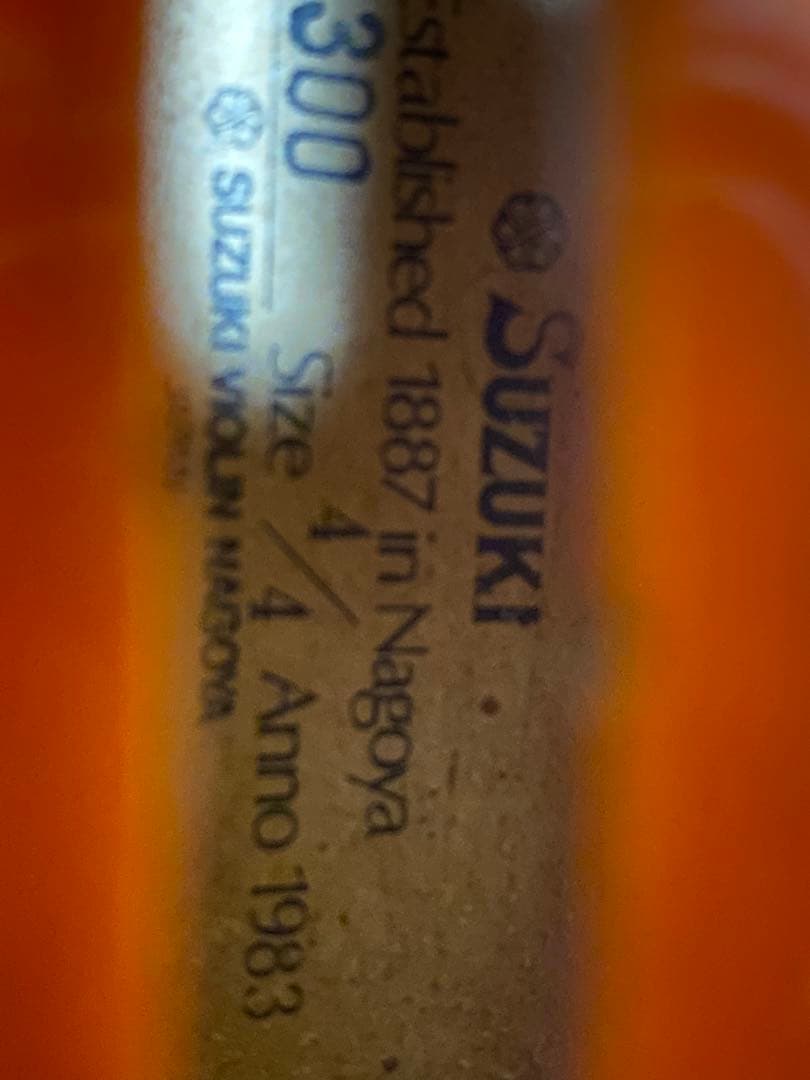 SUZUKI
Established 1887 in Nagoya
300 Size 4/4 Anno 1983
SUZUKI VIOLIN NAGOYA